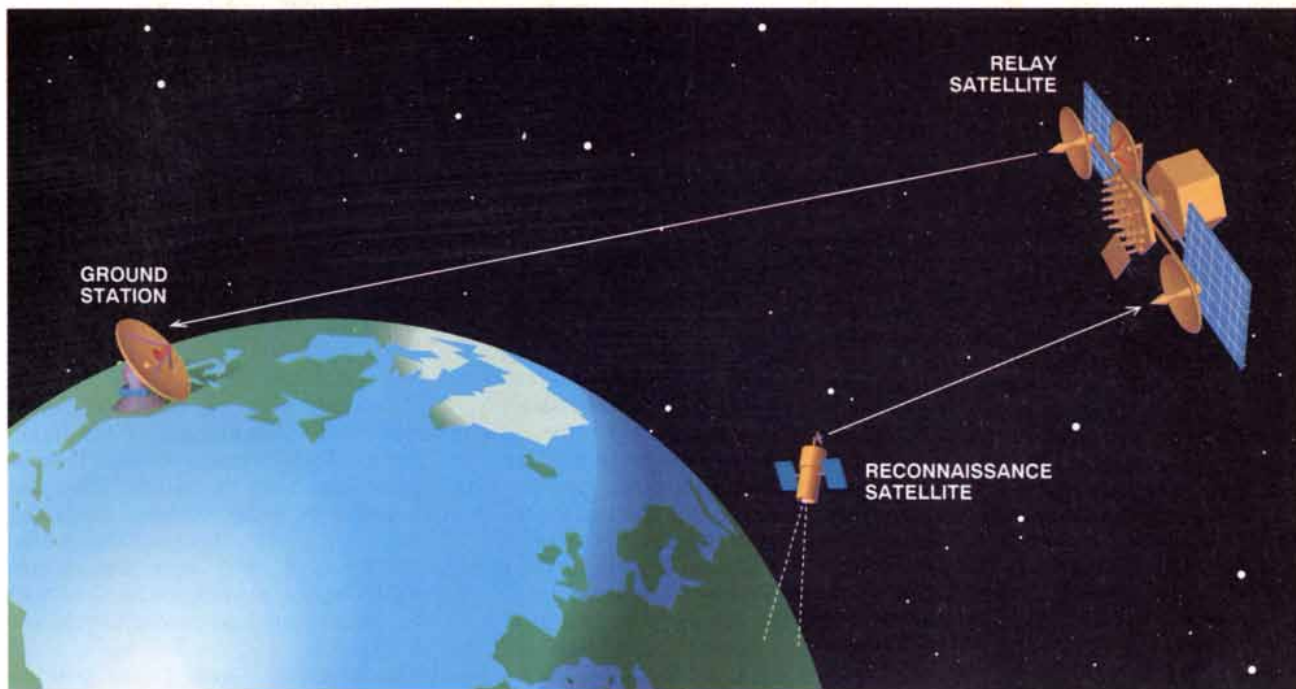 RELAY
SATELLITE
GROUND
STATION
RECONNAISSANCE
SATELLITE